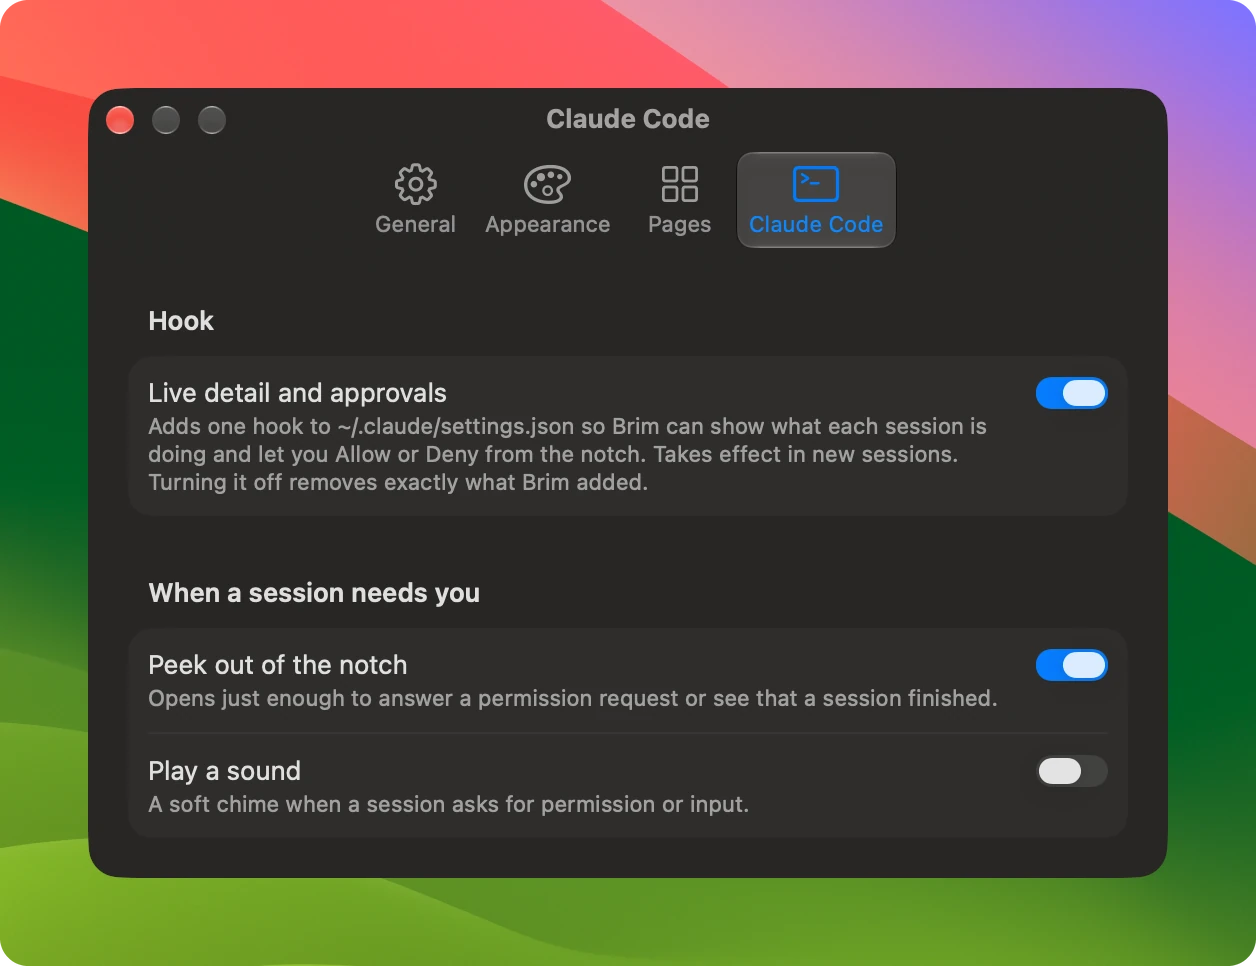 Claude Code
General
Appearance
Pages
Claude Code
Hook
Live detail and approvals
Adds one hook to ~/.claude/settings.json so Brim can show what each session is
doing and let you Allow or Deny from the notch. Takes effect in new sessions.
Turning it off removes exactly what Brim added.
When a session needs you
Peek out of the notch
Opens just enough to answer a permission request or see that a session finished.
Play a sound
A soft chime when a session asks for permission or input.